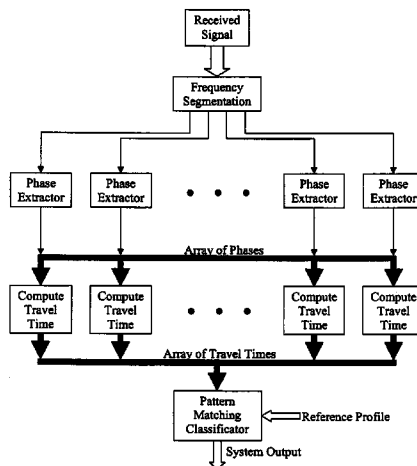 Received
Signal
Frequency
Segmentation
Phase
Extractor
Phase
Extractor
Phase
Extractor
Phase
Extractor
Array of Phases
Compute
Travel
Time
Compute
Travel
Time
Compute
Travel
Time
Compute
Travel
Time
Array of Travel Times
Pattern
Matching
Classificator
Reference Profile
System Output